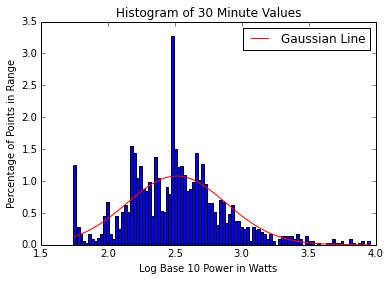 Histogram of 30 Minute Values
Gaussian Line
Percentage of Points in Range
3.5
3.0
2.5
2.0
1.5
1.0
0.5
0.0
1.5 2.0 2.5 3.0 3.5 4.0
Log Base 10 Power in Watts